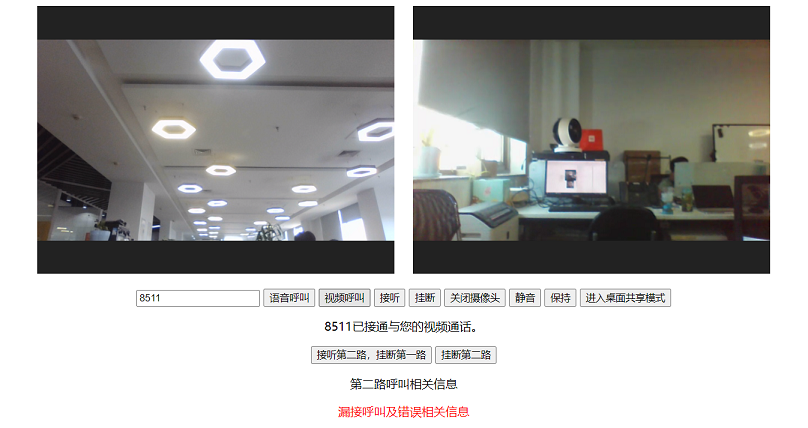 8511 语音呼叫 视频呼叫 接听 挂断 关闭摄像头 静音 保持 进入桌面共享模式
8511已接通与您的视频通话。
接听第二路，挂断第一路 挂断第二路
第二路呼叫相关信息
漏接呼叫及错误相关信息